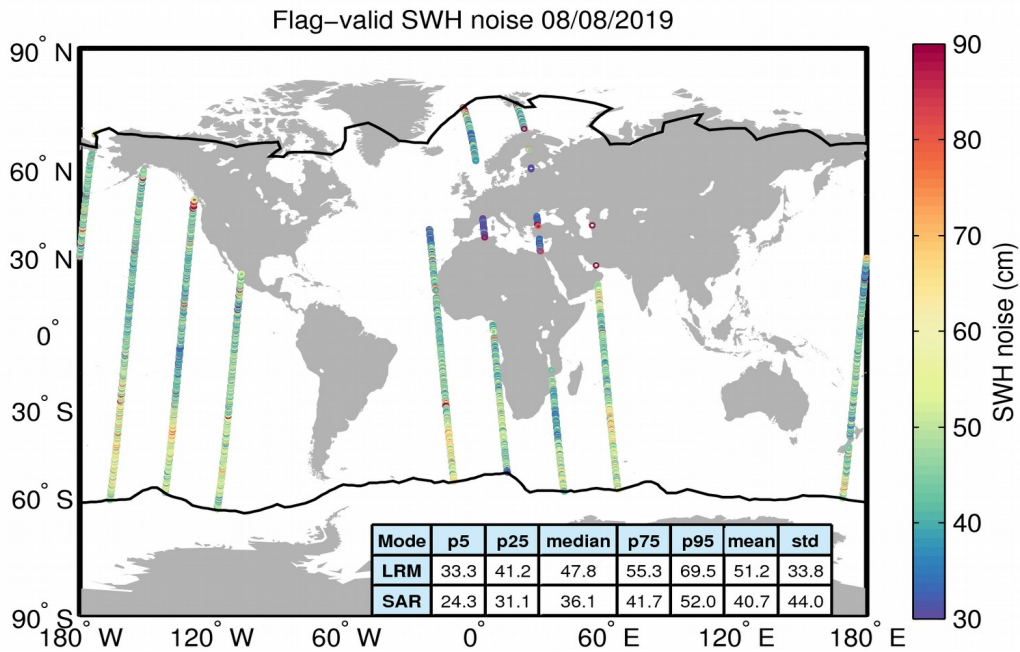 Flag−valid SWH noise 08/08/2019
90° N
60° N
30° N
0°
30° S
60° S
90° S
180° W 120° W 60° W 0° 60° E 120° E 180° E
Mode p5 p25 median p75 p95 mean std
LRM 33.3 41.2 47.8 55.3 69.5 51.2 33.8
SAR 24.3 31.1 36.1 41.7 52.0 40.7 44.0
90
80
70
60
50
40
30
SWH noise (cm)